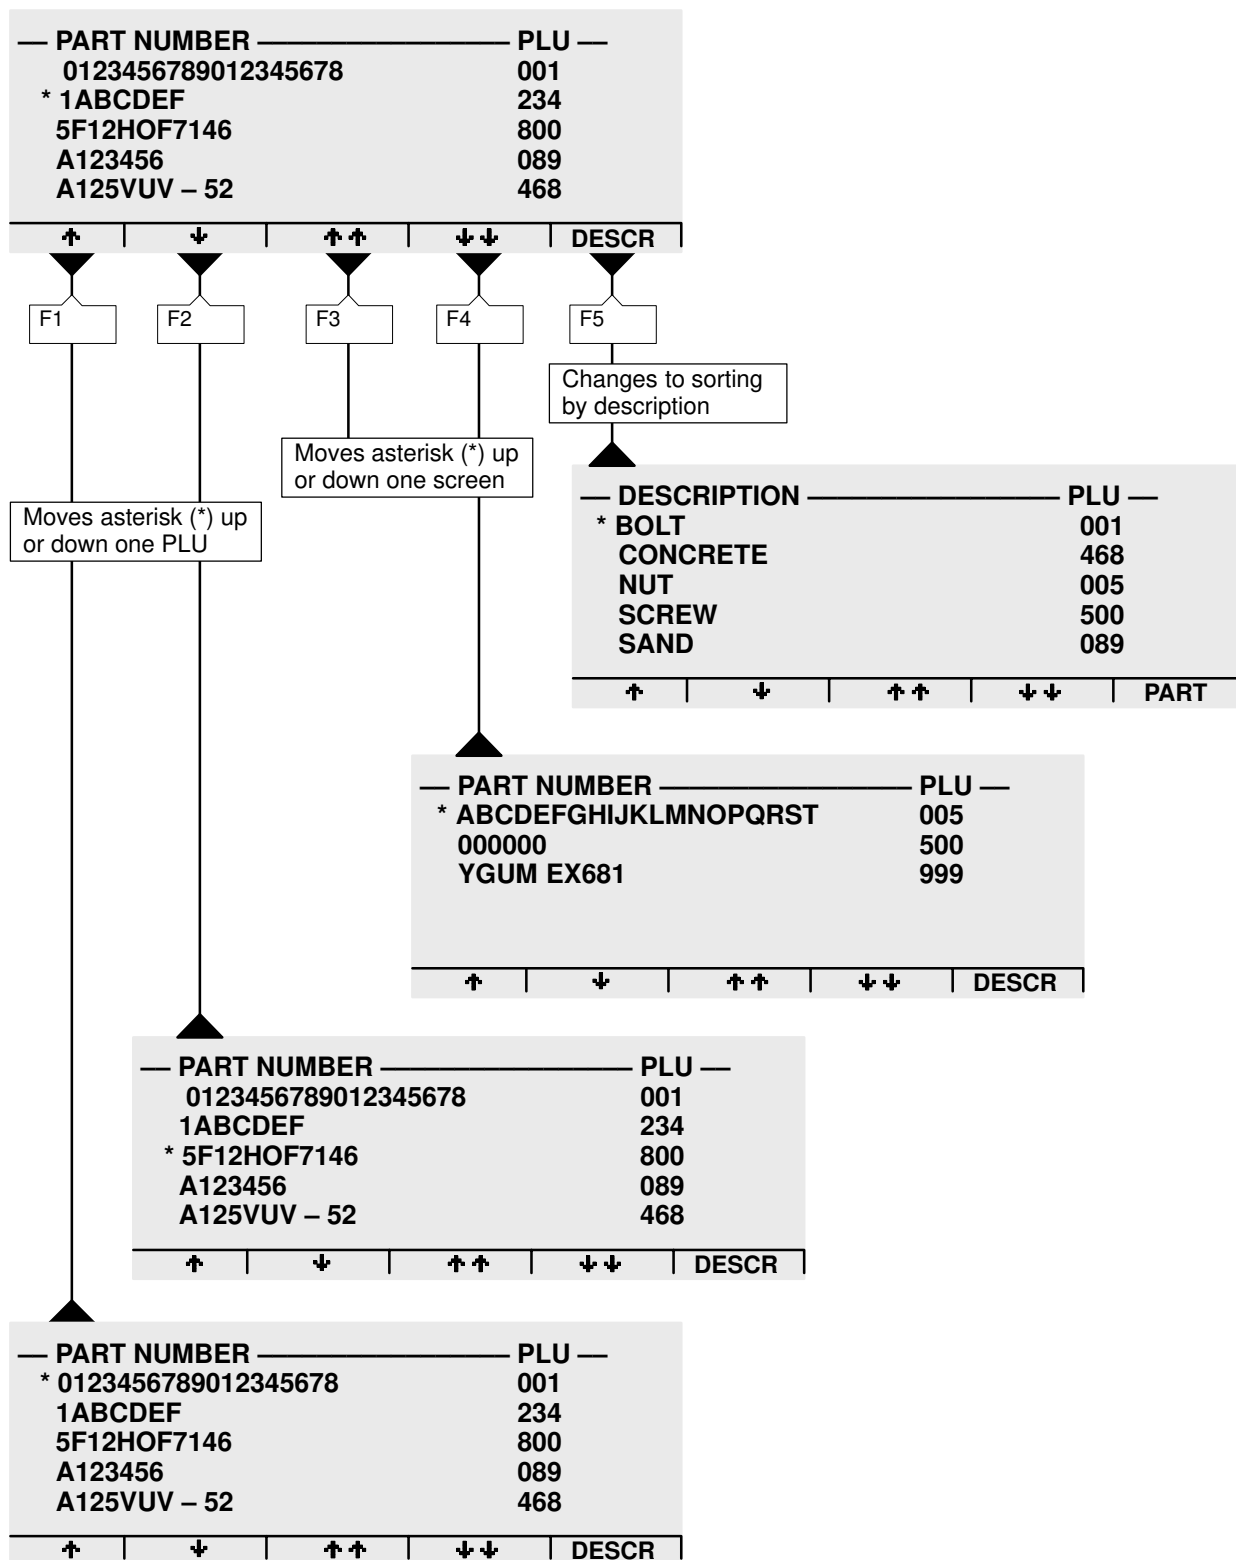 — PART NUMBER — PLU —
0123456789012345678 001
* 1ABCDEF 234
5F12HOF7146 800
A123456 089
A125VUV – 52 468
↑ ↓ ↑↑ ↓↓ DESCR
F1 F2 F3 F4 F5
Changes to sorting
by description
Moves asterisk (*) up
or down one screen
Moves asterisk (*) up
or down one PLU
— DESCRIPTION — PLU —
* BOLT 001
CONCRETE 468
NUT 005
SCREW 500
SAND 089
↑ ↓ ↑↑ ↓↓ PART
— PART NUMBER — PLU —
* ABCDEFGHIJKLMNOPQRST 005
000000 500
YGUM EX681 999
↑ ↓ ↑↑ ↓↓ DESCR
— PART NUMBER — PLU —
0123456789012345678 001
1ABCDEF 234
* 5F12HOF7146 800
A123456 089
A125VUV – 52 468
↑ ↓ ↑↑ ↓↓ DESCR
— PART NUMBER — PLU —
* 0123456789012345678 001
1ABCDEF 234
5F12HOF7146 800
A123456 089
A125VUV – 52 468
↑ ↓ ↑↑ ↓↓ DESCR